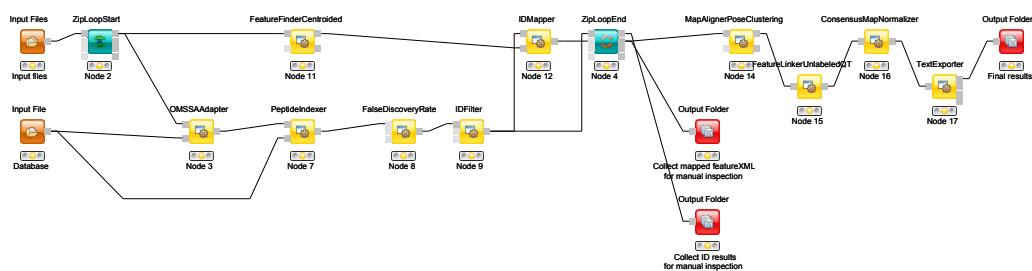 Input Files
ZipLoopStart
FeatureFinderCentroided
IDMapper
ZipLoopEnd
MapAlignerPoseClustering
ConsensusMapNormalizer
Output Folder
Input files
Node 2
Node 11
Node 12
Node 4
Node 14
FeatureLinkerUnlabeledQT
Node 16
TextExporter
Final results
Node 15
Node 17
Input File
OMSSAAdapter
PeptideIndexer
FalseDiscoveryRate
IDFilter
Output Folder
Database
Node 3
Node 7
Node 8
Node 9
Collect mapped featureXML
for manual inspection
Output Folder
Collect ID results
for manual inspection